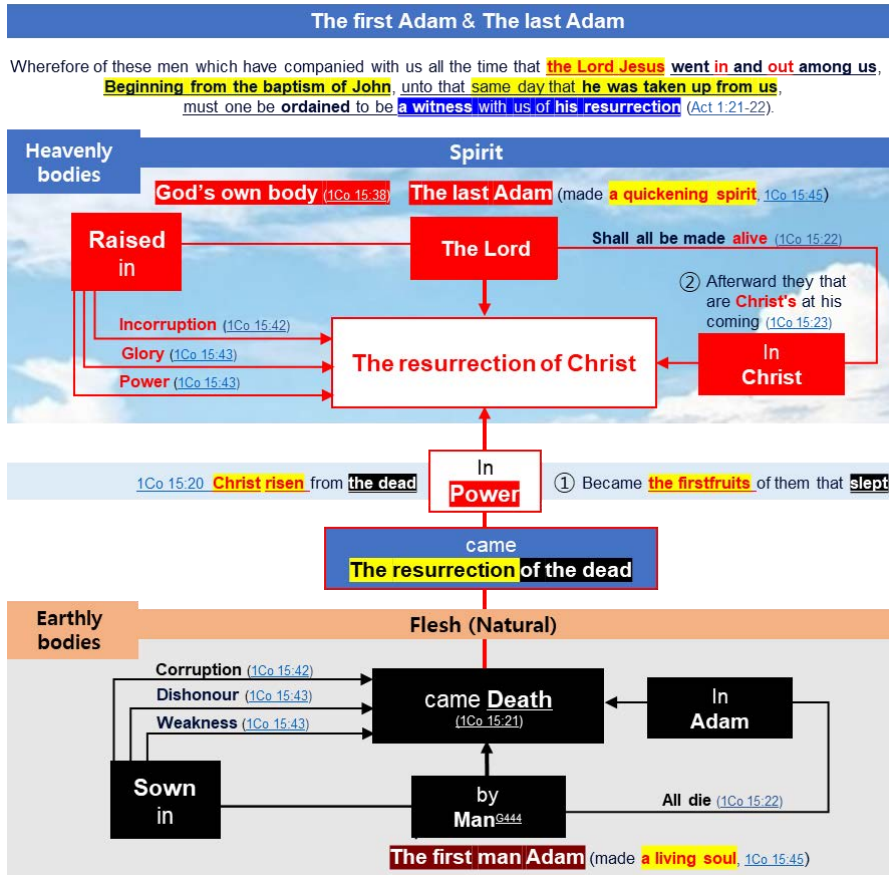 The first Adam & The last Adam
Wherefore of these men which have companied with us all the time that the Lord Jesus went in and out among us,
Beginning from the baptism of John, unto that same day that he was taken up from us,
must one be ordained to be a witness with us of his resurrection (Act 1:21-22).
Heavenly
bodies
Spirit
God's own body (1Co 15:38) The last Adam (made a quickening spirit, 1Co 15:45)
Raised
in
The Lord
Shall all be made alive (1Co 15:22)
② Afterward they that
are Christ's at his
coming (1Co 15:23)
Incorruption (1Co 15:42)
Glory (1Co 15:43)
Power (1Co 15:43)
The resurrection of Christ
In
Christ
1Co 15:20 Christ risen from the dead
In
Power
① Became the firstfruits of them that slept
came
The resurrection of the dead
Earthly
bodies
Flesh (Natural)
Corruption (1Co 15:42)
Dishonour (1Co 15:43)
Weakness (1Co 15:43)
came Death
(1Co 15:21)
In
Adam
Sown
in
by
Man G444
All die (1Co 15:22)
The first man Adam (made a living soul, 1Co 15:45)